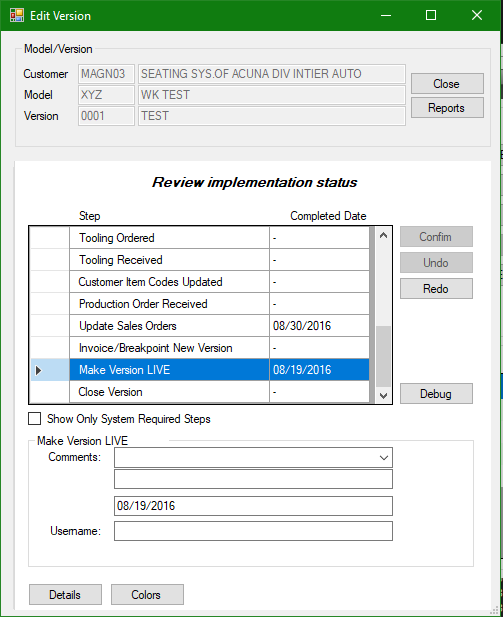 Edit Version
Model/Version
Customer MAGN03 SEATING SYS.OF ACUNA DIV INTIER AUTO
Close
Model XYZ WK TEST
Reports
Version 0001 TEST
Review implementation status
Step Completed Date
Tooling Ordered -
Confim
Tooling Received -
Undo
Customer Item Codes Updated -
Redo
Production Order Received -
Update Sales Orders 08/30/2016
Invoice/Breakpoint New Version -
Make Version LIVE 08/19/2016
Close Version -
Debug
Show Only System Required Steps
Make Version LIVE
Comments:
08/19/2016
Username:
Details Colors